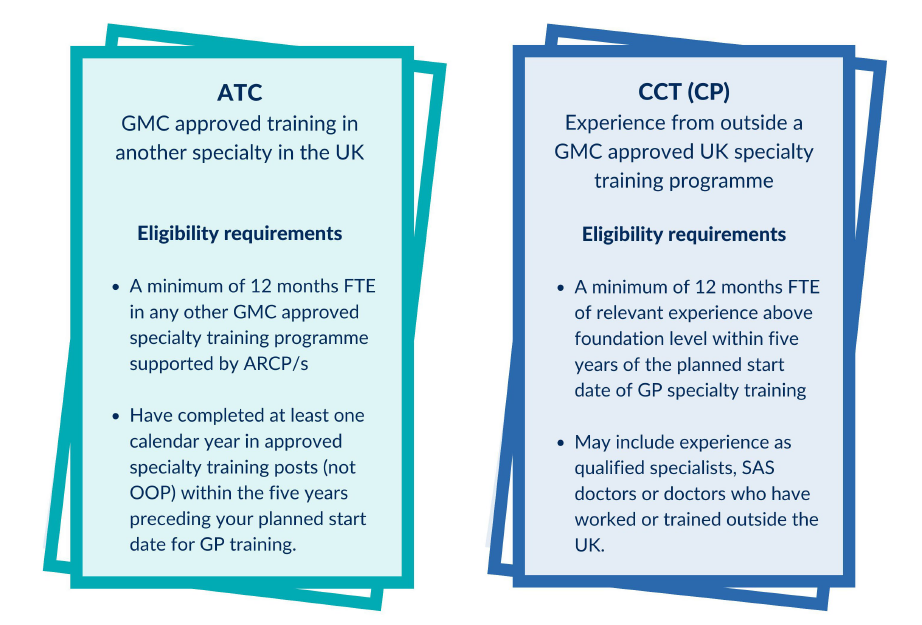 ATC
GMC approved training in
another specialty in the UK
Eligibility requirements
• A minimum of 12 months FTE
in any other GMC approved
specialty training programme
supported by ARCP/s
• Have completed at least one
calendar year in approved
specialty training posts (not
OOP) within the five years
preceding your planned start
date for GP training.
CCT (CP)
Experience from outside a
GMC approved UK specialty
training programme
Eligibility requirements
• A minimum of 12 months FTE
of relevant experience above
foundation level within five
years of the planned start
date of GP specialty training
• May include experience as
qualified specialists, SAS
doctors or doctors who have
worked or trained outside the
UK.